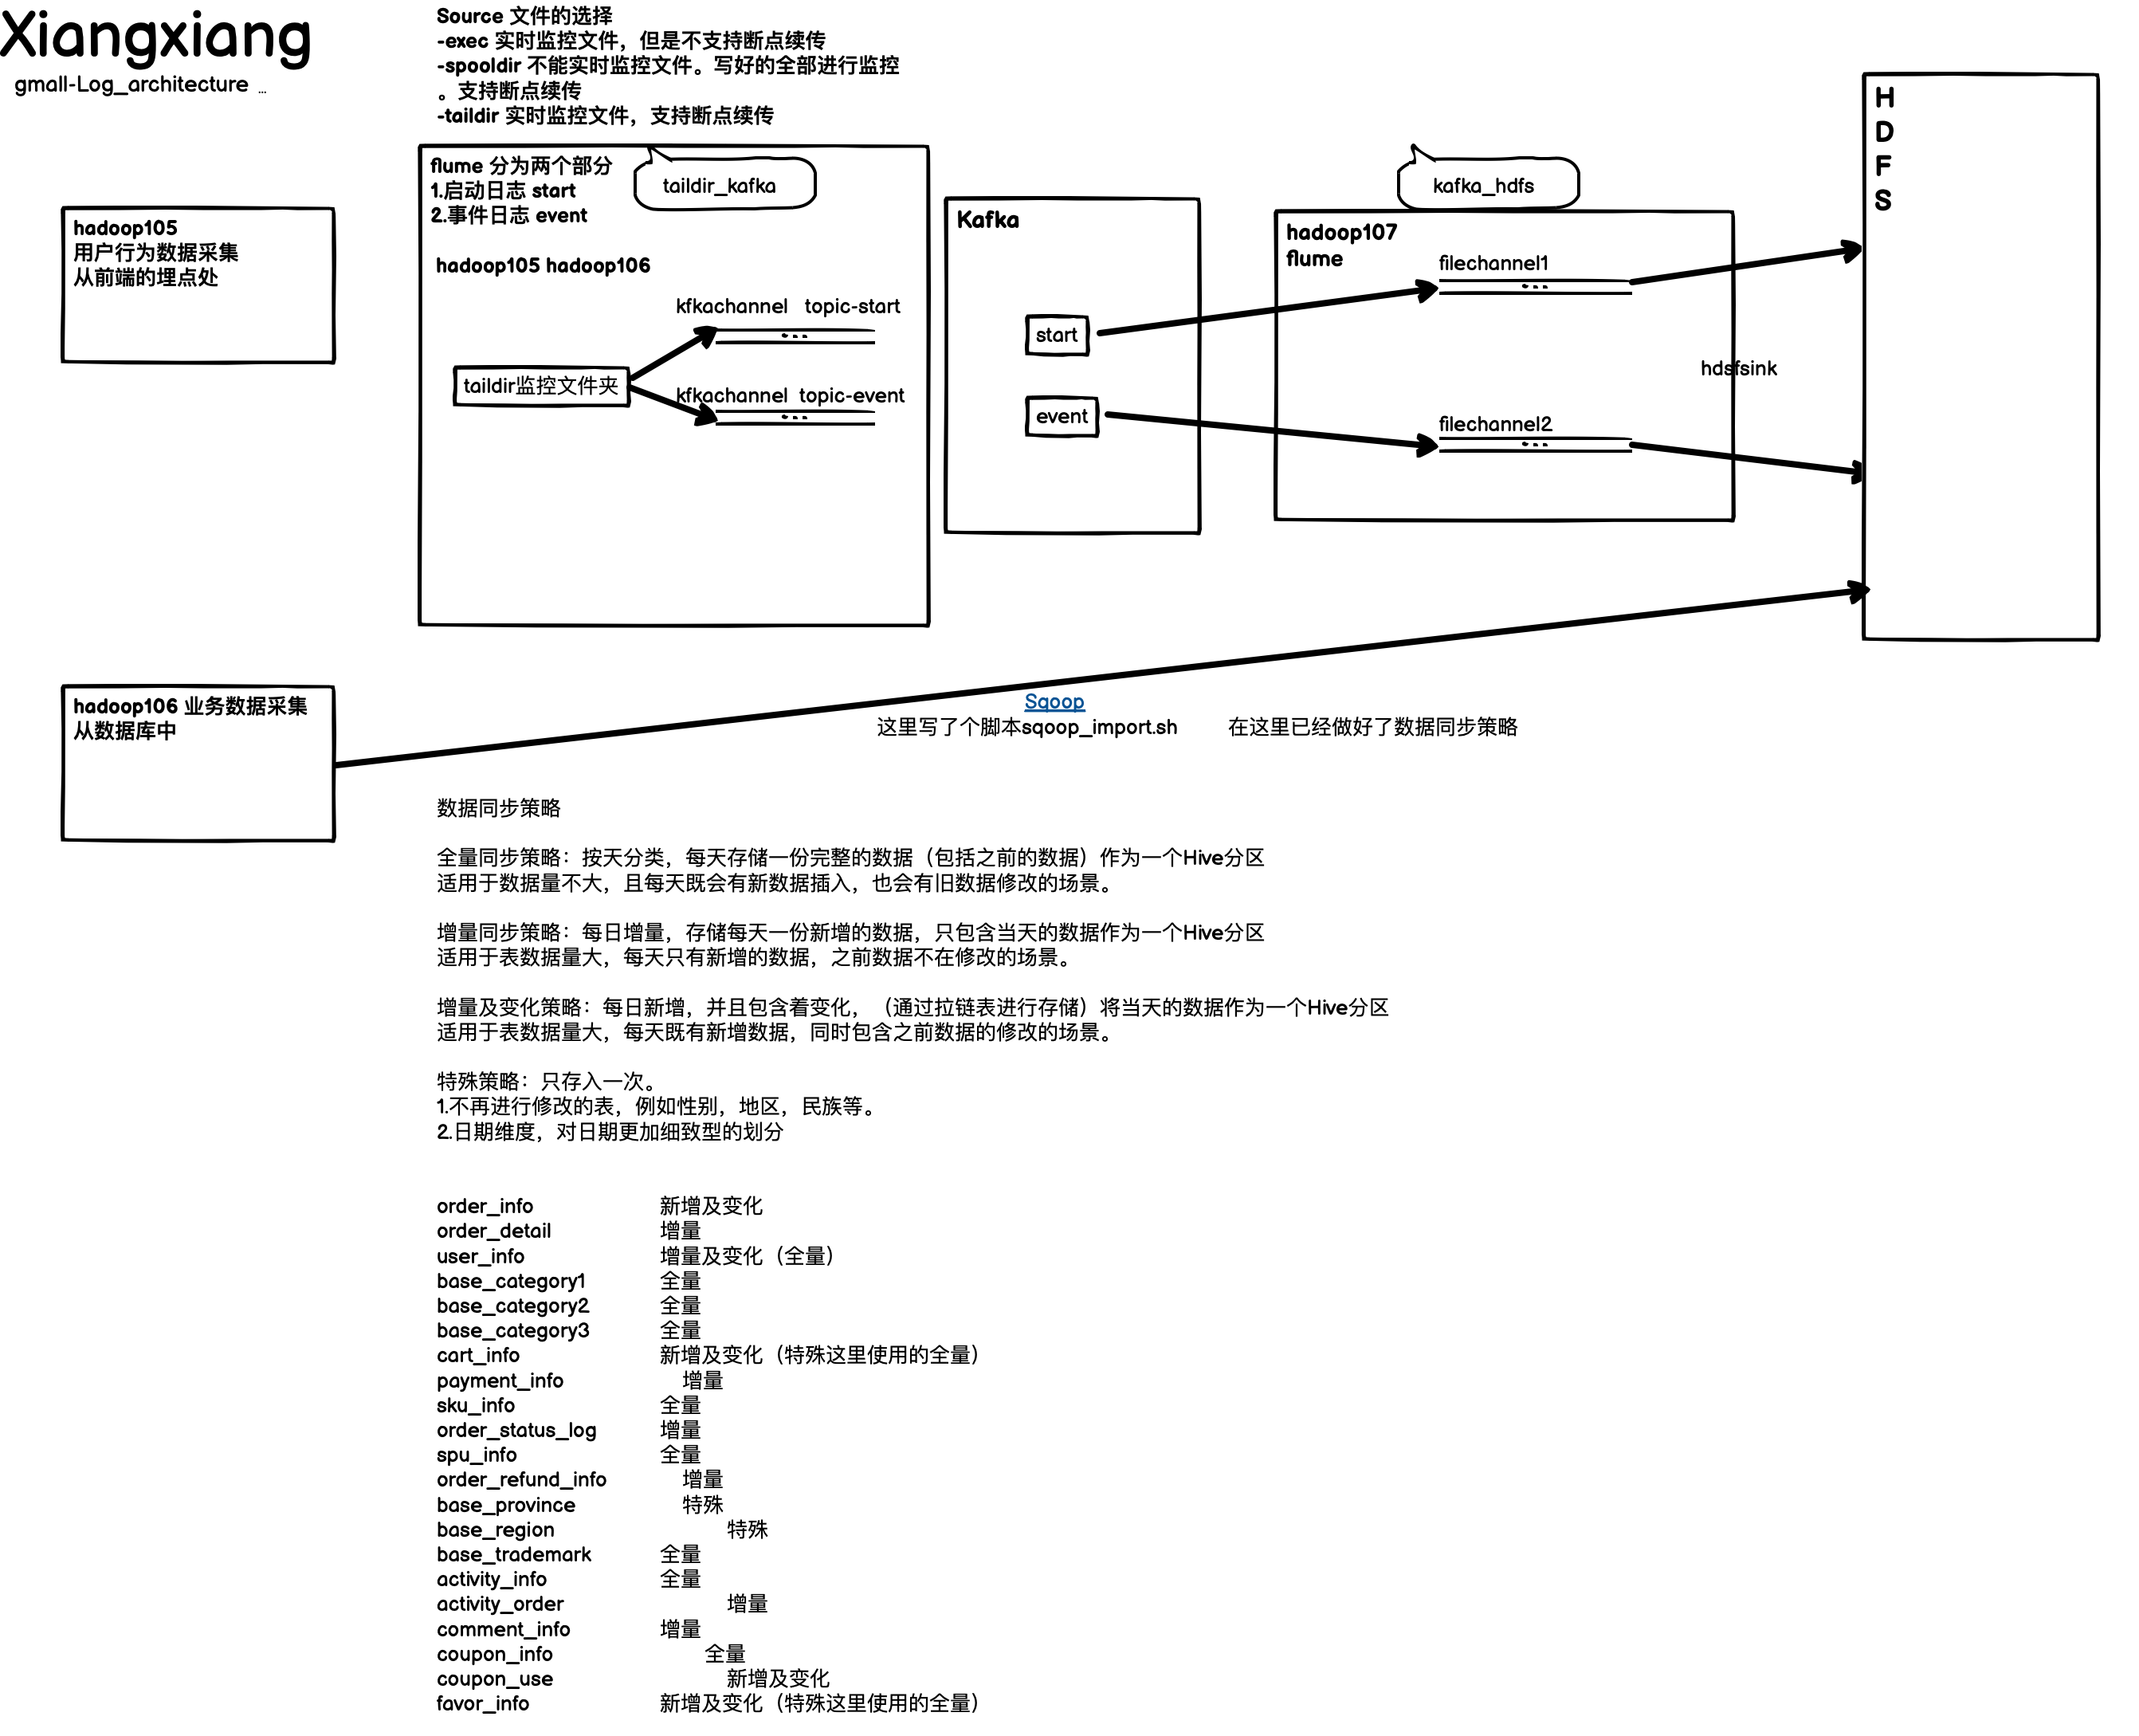 Xiangxiang
gmall-Log_architecture ...
Source 文件的选择
-exec 实时监控文件，但是不支持断点续传
-spooldir 不能实时监控文件。写好的全部进行监控
。支持断点续传
-taildir 实时监控文件，支持断点续传
hadoop105
用户行为数据采集
从前端的埋点处
flume 分为两个部分
1.启动日志 start
2.事件日志 event
taildir_kafka
hadoop105 hadoop106
kfkachannel topic-start
taildir监控文件夹
kfkachannel topic-event
Kafka
start
event
kafka_hdfs
hadoop107
flume
filechannel1
hdsfsink
filechannel2
H
D
F
S
hadoop106 业务数据采集
从数据库中
Sqoop
这里写了个脚本sqoop_import.sh 在这里已经做好了数据同步策略
数据同步策略
全量同步策略：按天分类，每天存储一份完整的数据（包括之前的数据）作为一个Hive分区
适用于数据量不大，且每天既会有新数据插入，也会有旧数据修改的场景。
增量同步策略：每日增量，存储每天一份新增的数据，只包含当天的数据作为一个Hive分区
适用于表数据量大，每天只有新增的数据，之前数据不在修改的场景。
增量及变化策略：每日新增，并且包含着变化，（通过拉链表进行存储）将当天的数据作为一个Hive分区
适用于表数据量大，每天既有新增数据，同时包含之前数据的修改的场景。
特殊策略：只存入一次。
1.不再进行修改的表，例如性别，地区，民族等。
2.日期维度，对日期更加细致型的划分
order_info 新增及变化
order_detail 增量
user_info 增量及变化（全量）
base_category1 全量
base_category2 全量
base_category3 全量
cart_info 新增及变化（特殊这里使用的全量）
payment_info 增量
sku_info 全量
order_status_log 增量
spu_info 全量
order_refund_info 增量
base_province 特殊
base_region 特殊
base_trademark 全量
activity_info 全量
activity_order 增量
comment_info 增量
coupon_info 全量
coupon_use 新增及变化
favor_info 新增及变化（特殊这里使用的全量）